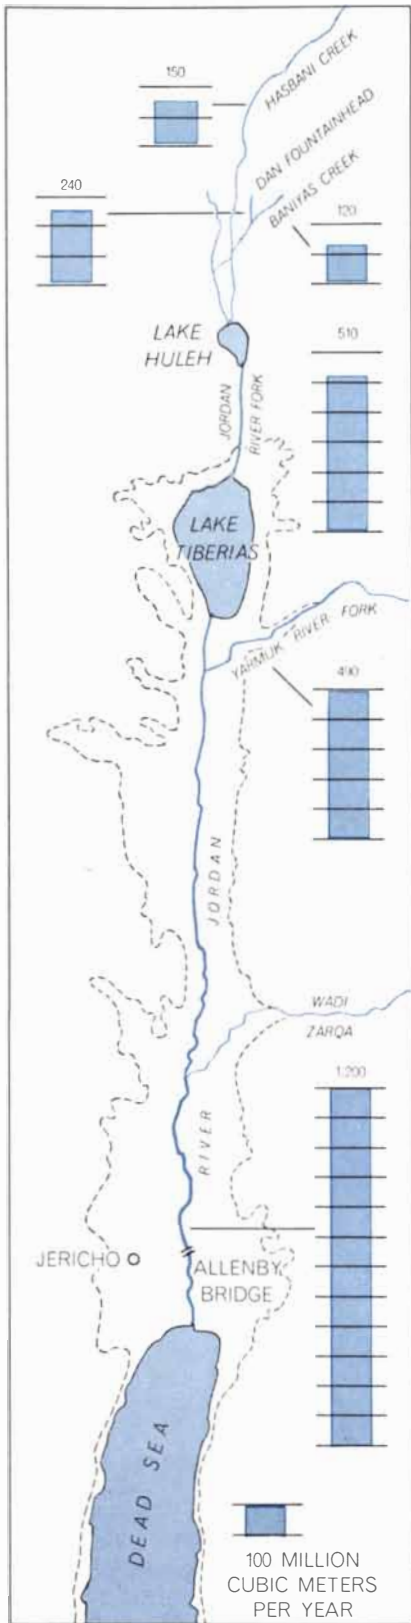 150
HASBANI CREEK
DAN FOUNTAINHEAD
BANIYAS CREEK
240
120
LAKE
HULEH
510
JORDAN
RIVER FORK
LAKE
TIBERIAS
YARMUK RIVER FORK
490
JORDAN
WADI
ZARQA
1.200
RIVER
JERICHO
ALLENBY
BRIDGE
DEAD SEA
100 MILLION
CUBIC METERS
PER YEAR